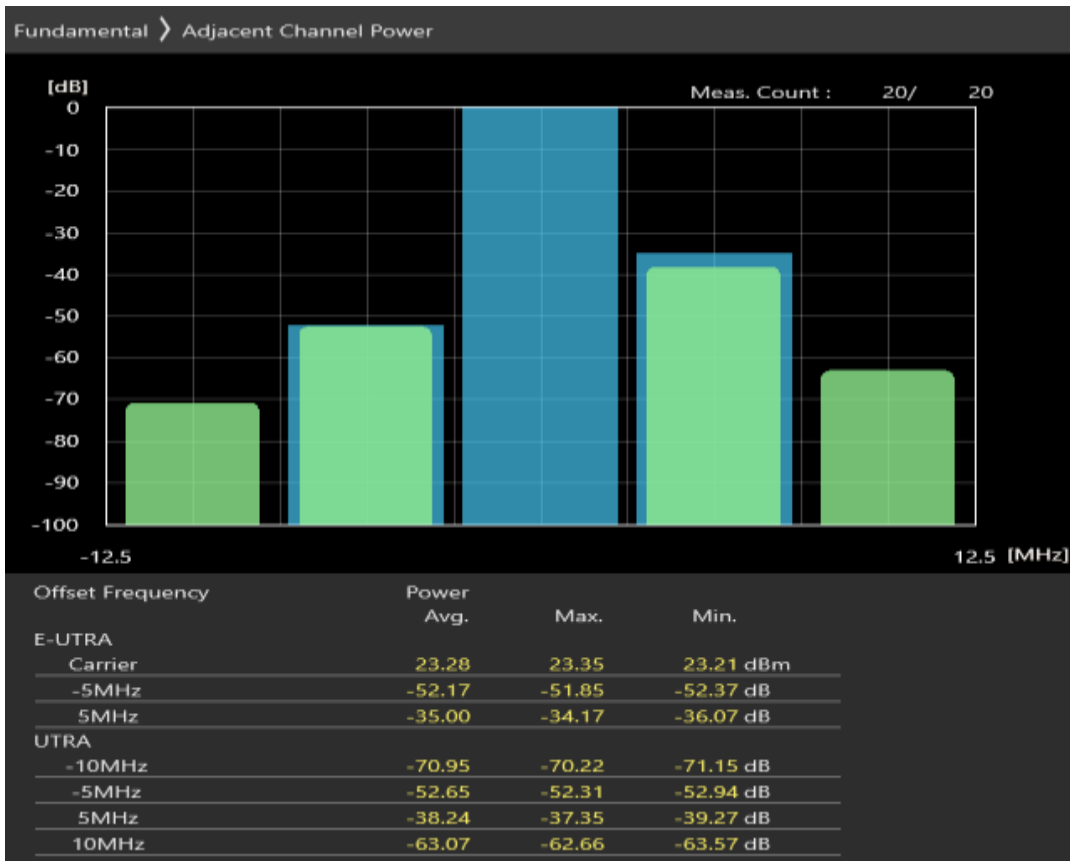 Fundamental 》 Adjacent Channel Power
[dB]
Meas. Count : 20/ 20
0
-10
-20
-30
-40
-50
-60
-70
-80
-90
-100
-12.5 12.5 [MHz]
Offset Frequency Power
Avg. Max. Min.
E-UTRA
Carrier 23.28 23.35 23.21 dBm
-5MHz -52.17 -51.85 -52.37 dB
5MHz -35.00 -34.17 -36.07 dB
UTRA
-10MHz -70.95 -70.22 -71.15 dB
-5MHz -52.65 -52.31 -52.94 dB
5MHz -38.24 -37.35 -39.27 dB
10MHz -63.07 -62.66 -63.57 dB